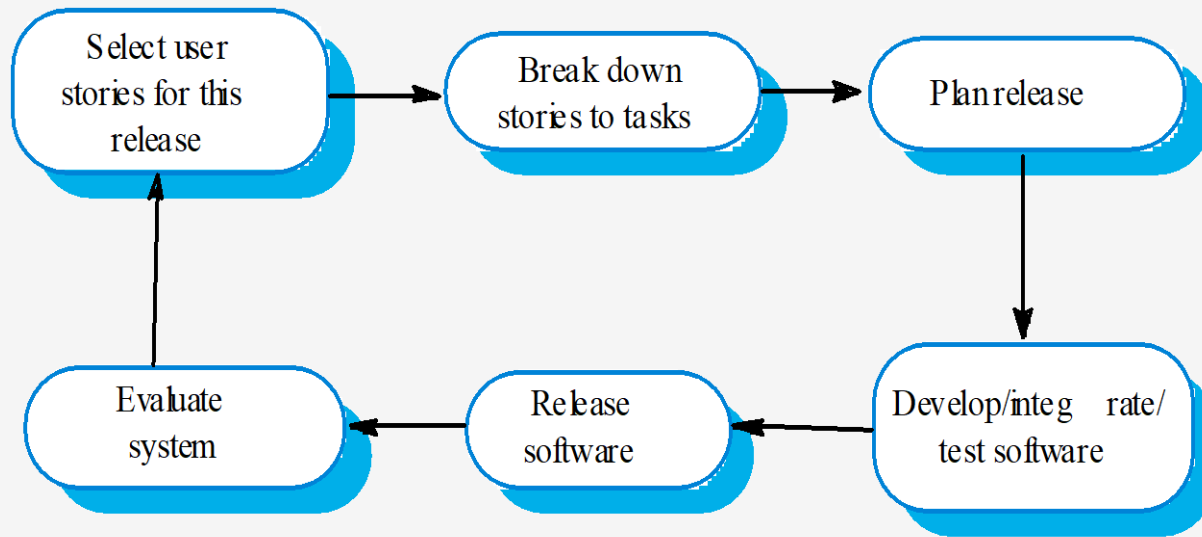 Select user
stories for this
release
Break down
stories to tasks
Plan release
Develop/integ rate/
test software
Release
software
Evaluate
system